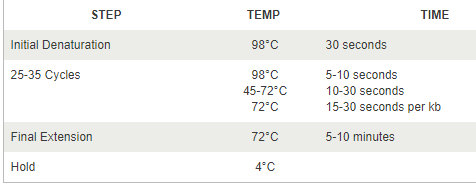 STEP TEMP TIME
Initial Denaturation 98°C 30 seconds
25-35 Cycles 98°C 5-10 seconds
45-72°C 10-30 seconds
72°C 15-30 seconds per kb
Final Extension 72°C 5-10 minutes
Hold 4°C